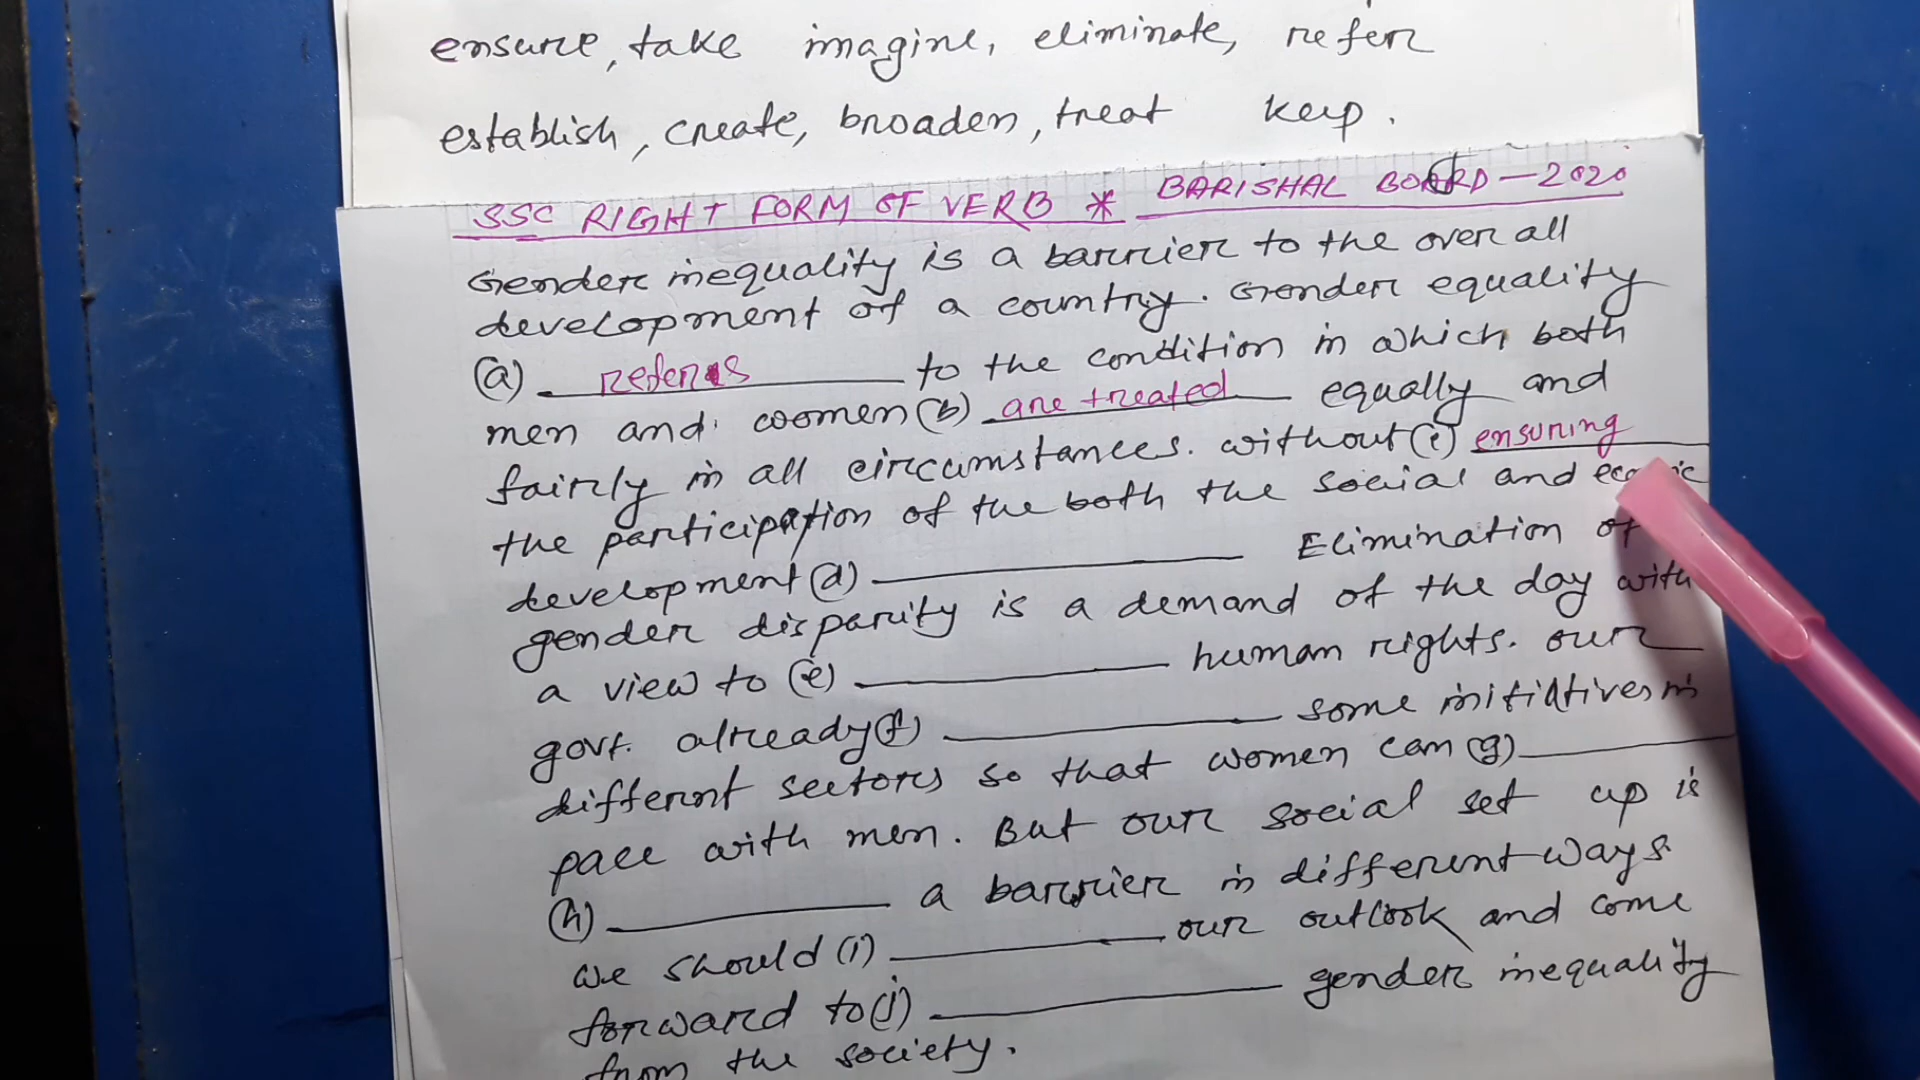 ensure, take imagine, eliminate, refer
establish, create, broaden, treat keep.
SSC RIGHT FORM OF VERB * BARISHAL BOARD-2020
Gender inequality is a barrier to the over all
development of a country. Gender equality
(a) refers to the condition in which both
men and women (b) are treated equally and
fairly in all circumstances. without (c) ensuring
the participation of the both the social and
development (d) Elimination of
gender disparity is a demand of the day with
a view to (e) human rights. our
govt. already (f) some initiatives in
different sectors so that women can (g)
pace with men. But our social set up is
(h) a barrier in different ways.
we should (i) our outlook and come
forward to (j) gender inequality
from the society.